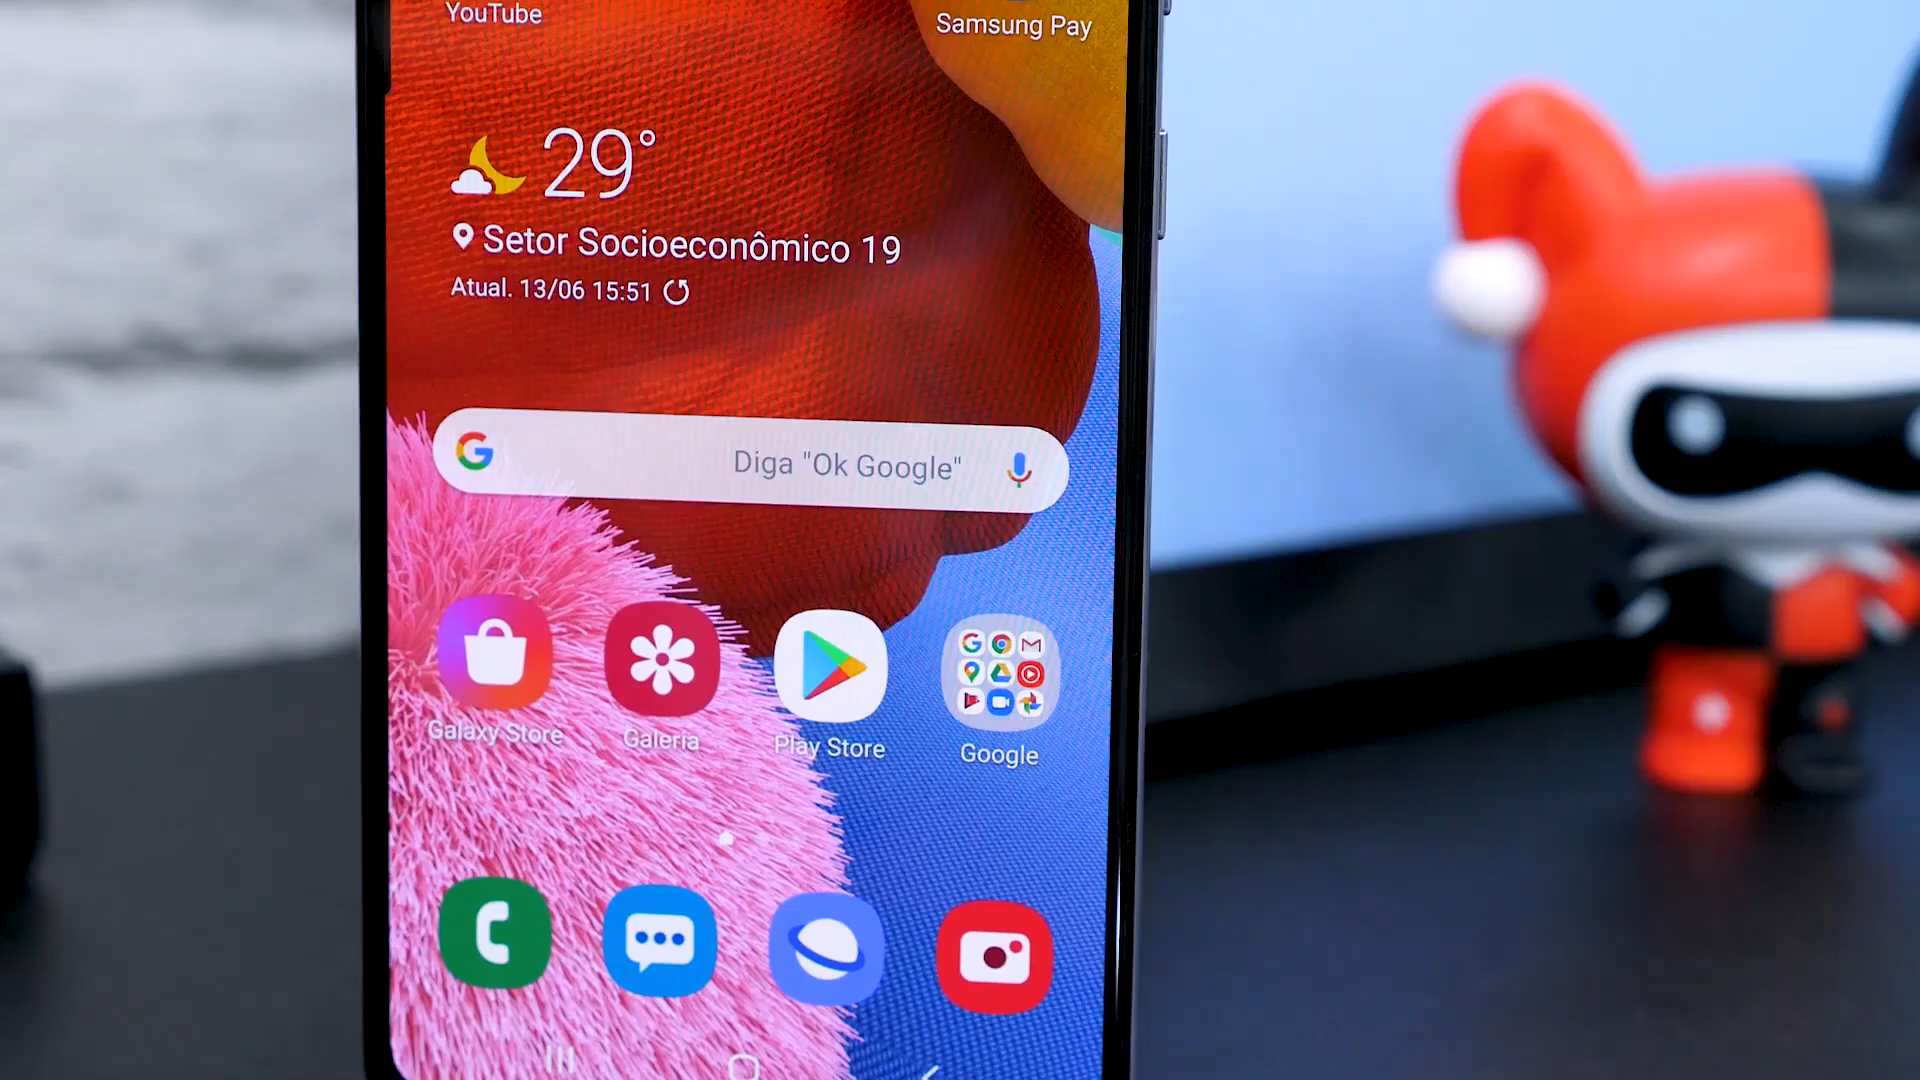 YouTube
Samsung Pay
29°
Setor Socioeconômico 19
Atual. 13/06 15:51
Diga "Ok Google"
Galaxy Store
Galeria
Play Store
Google